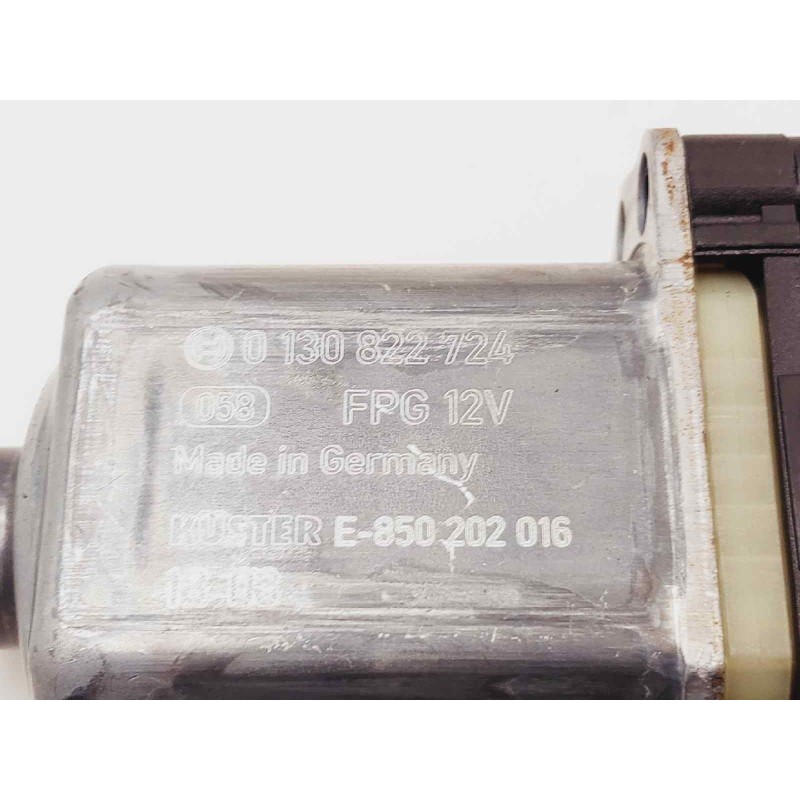 0 130 822 724
058 FPG 12V
Made in Germany
KÜSTER E-850 202 016